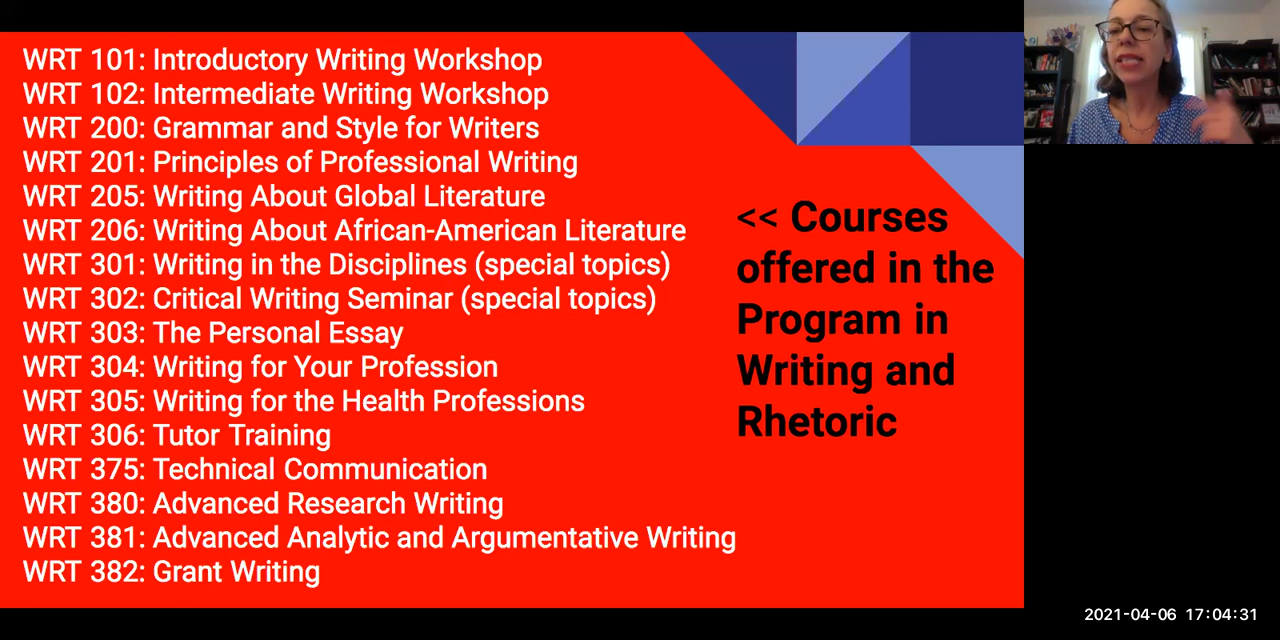 WRT 101: Introductory Writing Workshop
WRT 102: Intermediate Writing Workshop
WRT 200: Grammar and Style for Writers
WRT 201: Principles of Professional Writing
WRT 205: Writing About Global Literature
WRT 206: Writing About African-American Literature
WRT 301: Writing in the Disciplines (special topics)
WRT 302: Critical Writing Seminar (special topics)
WRT 303: The Personal Essay
WRT 304: Writing for Your Profession
WRT 305: Writing for the Health Professions
WRT 306: Tutor Training
WRT 375: Technical Communication
WRT 380: Advanced Research Writing
WRT 381: Advanced Analytic and Argumentative Writing
WRT 382: Grant Writing
<< Courses
offered in the
Program in
Writing and
Rhetoric
2021-04-06 17:04:31